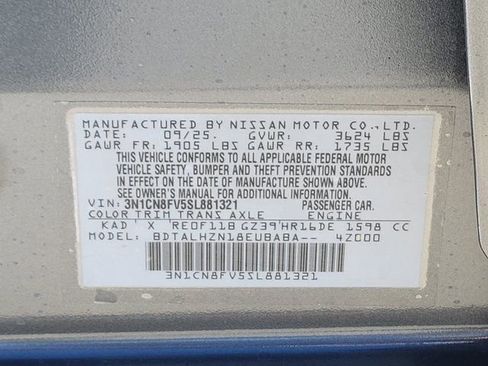 MANUFACTURED BY NISSAN MOTOR CO.,LTD.
DATE: 09/25. GVWR: 3624 LBS
GAWR FR: 1905 LBS GAWR RR: 1735 LBS
THIS VEHICLE CONFORMS TO ALL APPLICABLE FEDERAL MOTOR
VEHICLE SAFETY, BUMPER AND THEFT PREVENTION STANDARDS
IN EFFECT ON THE DATE OF MANUFACTURE SHOWN ABOVE.
SEE OWNER'S MANUAL FOR ADDITIONAL INFORMATION.
VIN: 3N1CN8FV5SL881321 PASSENGER CAR.
COLOR TRIM TRANS AXLE ENGINE
KAD X RE0F11B GZ39 HR16DE 1598 CC
MODEL: BDTALHZN18EUBABA-- 4Z000
3N1CN8FV5SL881321